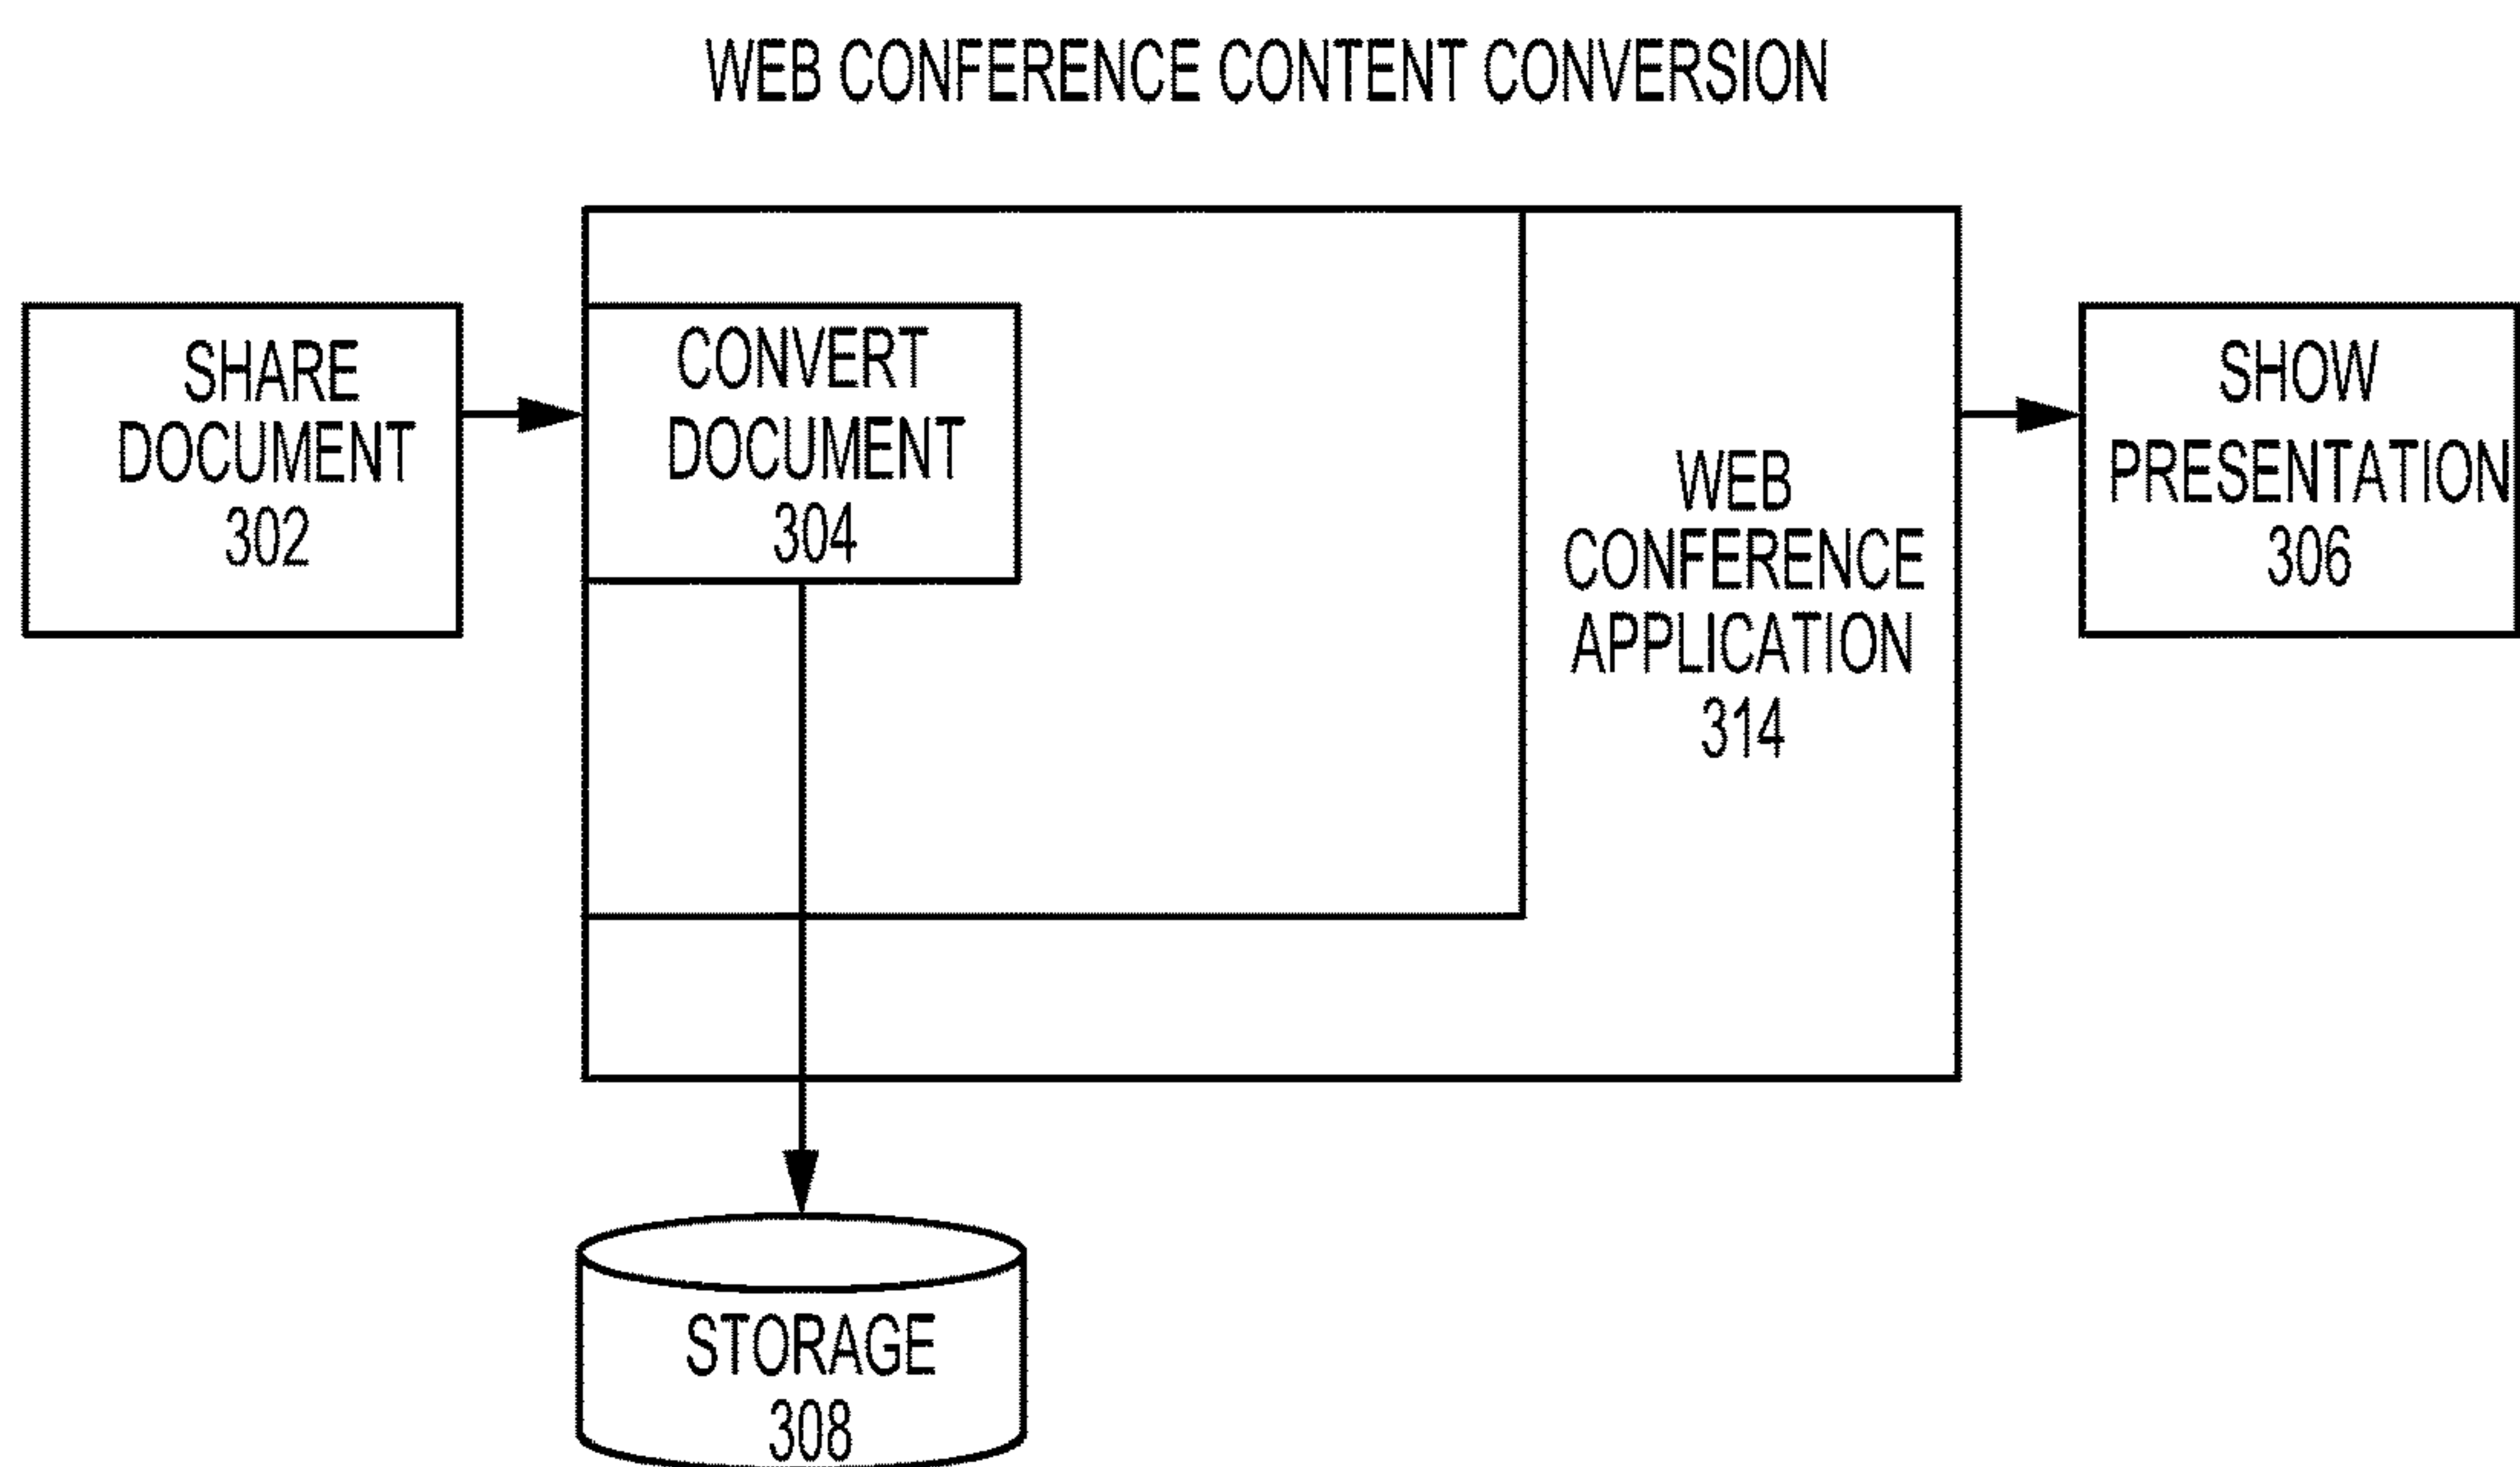 WEB CONFERENCE CONTENT CONVERSION
SHARE
DOCUMENT
302
CONVERT
DOCUMENT
304
WEB
CONFERENCE
APPLICATION
314
SHOW
PRESENTATION
306
STORAGE
308